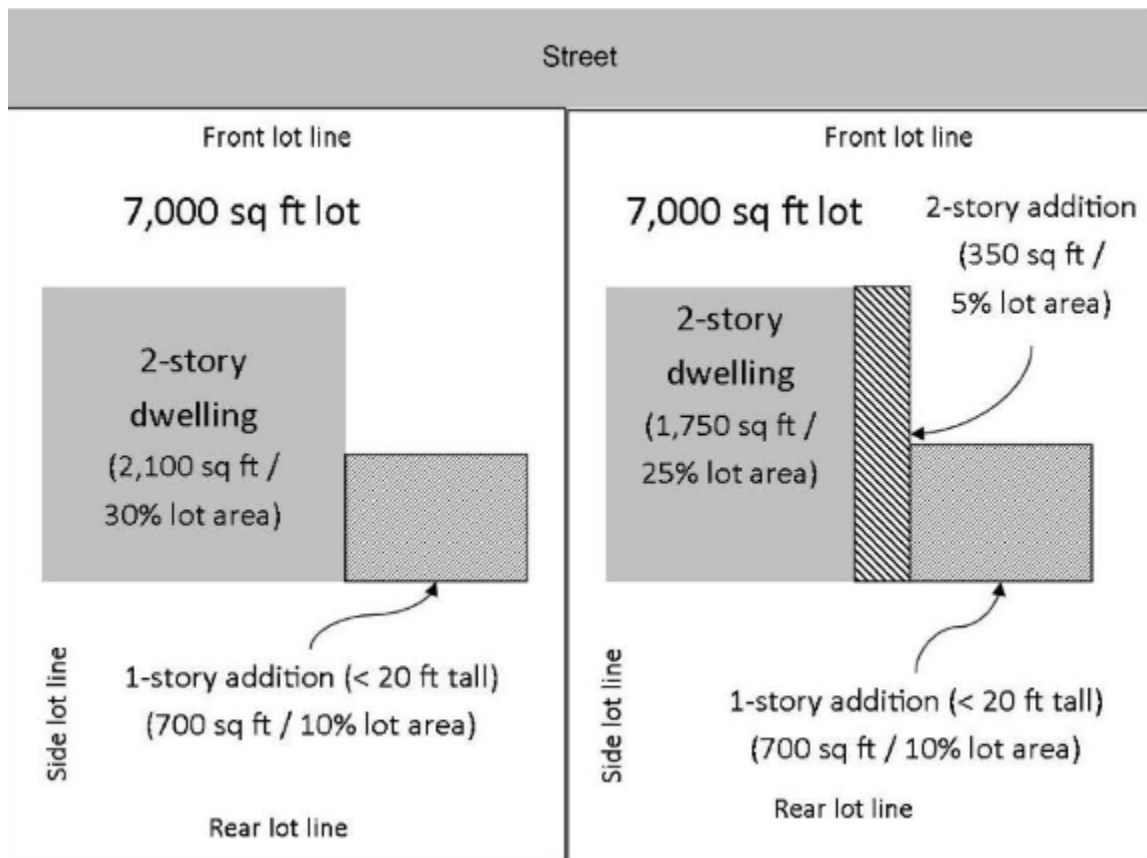 Street
Front lot line
7,000 sq ft lot
2-story
dwelling
(2,100 sq ft /
30% lot area)
1-story addition (< 20 ft tall)
(700 sq ft / 10% lot area)
Side lot line
Rear lot line
Front lot line
7,000 sq ft lot
2-story addition
(350 sq ft /
5% lot area)
2-story
dwelling
(1,750 sq ft /
25% lot area)
1-story addition (< 20 ft tall)
(700 sq ft / 10% lot area)
Side lot line
Rear lot line